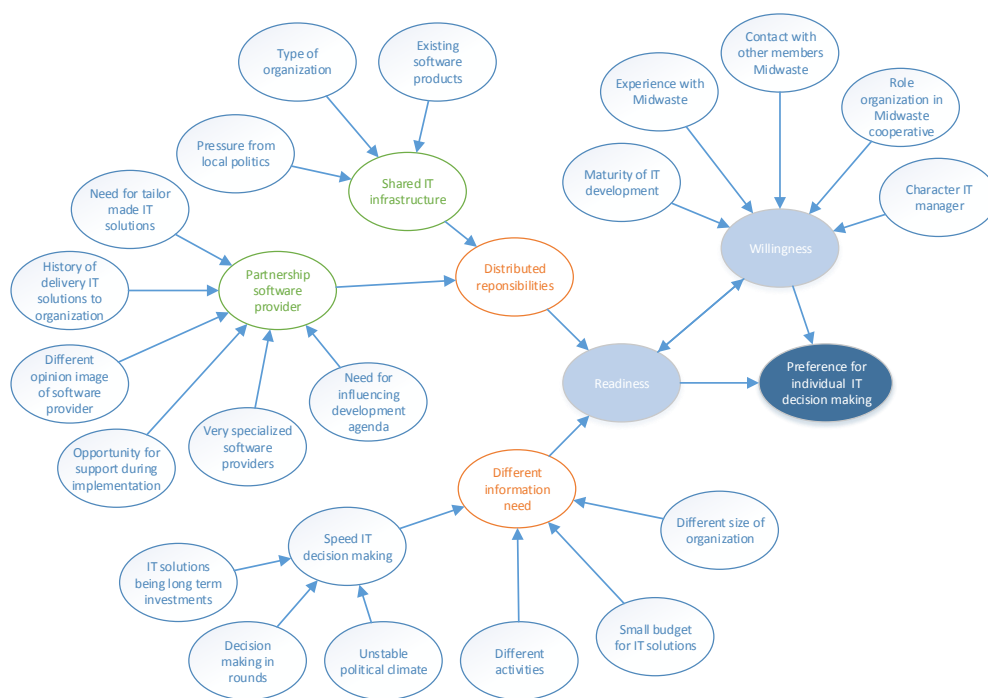 Type of
organization
Existing
software
products
Contact with
other members
Midwaste
Experience with
Midwaste
Role
organization in
Midwaste
cooperative
Pressure from
local politics
Shared IT
infrastructure
Maturity of IT
development
Character IT
manager
Need for tailor
made IT
solutions
Willingness
History of
delivery IT
solutions to
organization
Partnership
software
provider
Distributed
reponsibilities
Different
opinion image
of software
provider
Need for
influencing
development
agenda
Readiness
Preference for
individual IT
decision making
Opportunity for
support during
implementation
Very specialized
software
providers
Different
information
need
Speed IT
decision making
Different size of
organization
IT solutions
being long term
investments
Small budget
for IT solutions
Decision
making in
rounds
Unstable
political climate
Different
activities